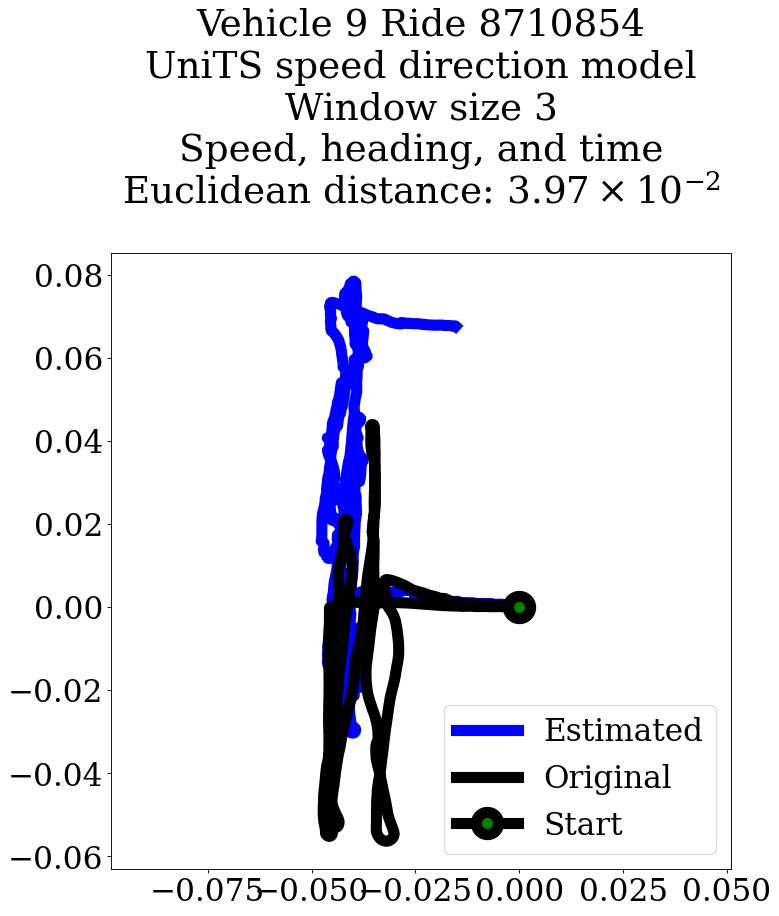 Vehicle 9 Ride 8710854
UniTS speed direction model
Window size 3
Speed, heading, and time
Euclidean distance: 3.97 × 10⁻²
0.08
0.06
0.04
0.02
0.00
−0.02
−0.04
−0.06
Estimated
Original
Start
−0.075 −0.050 −0.025 0.000 0.025 0.050